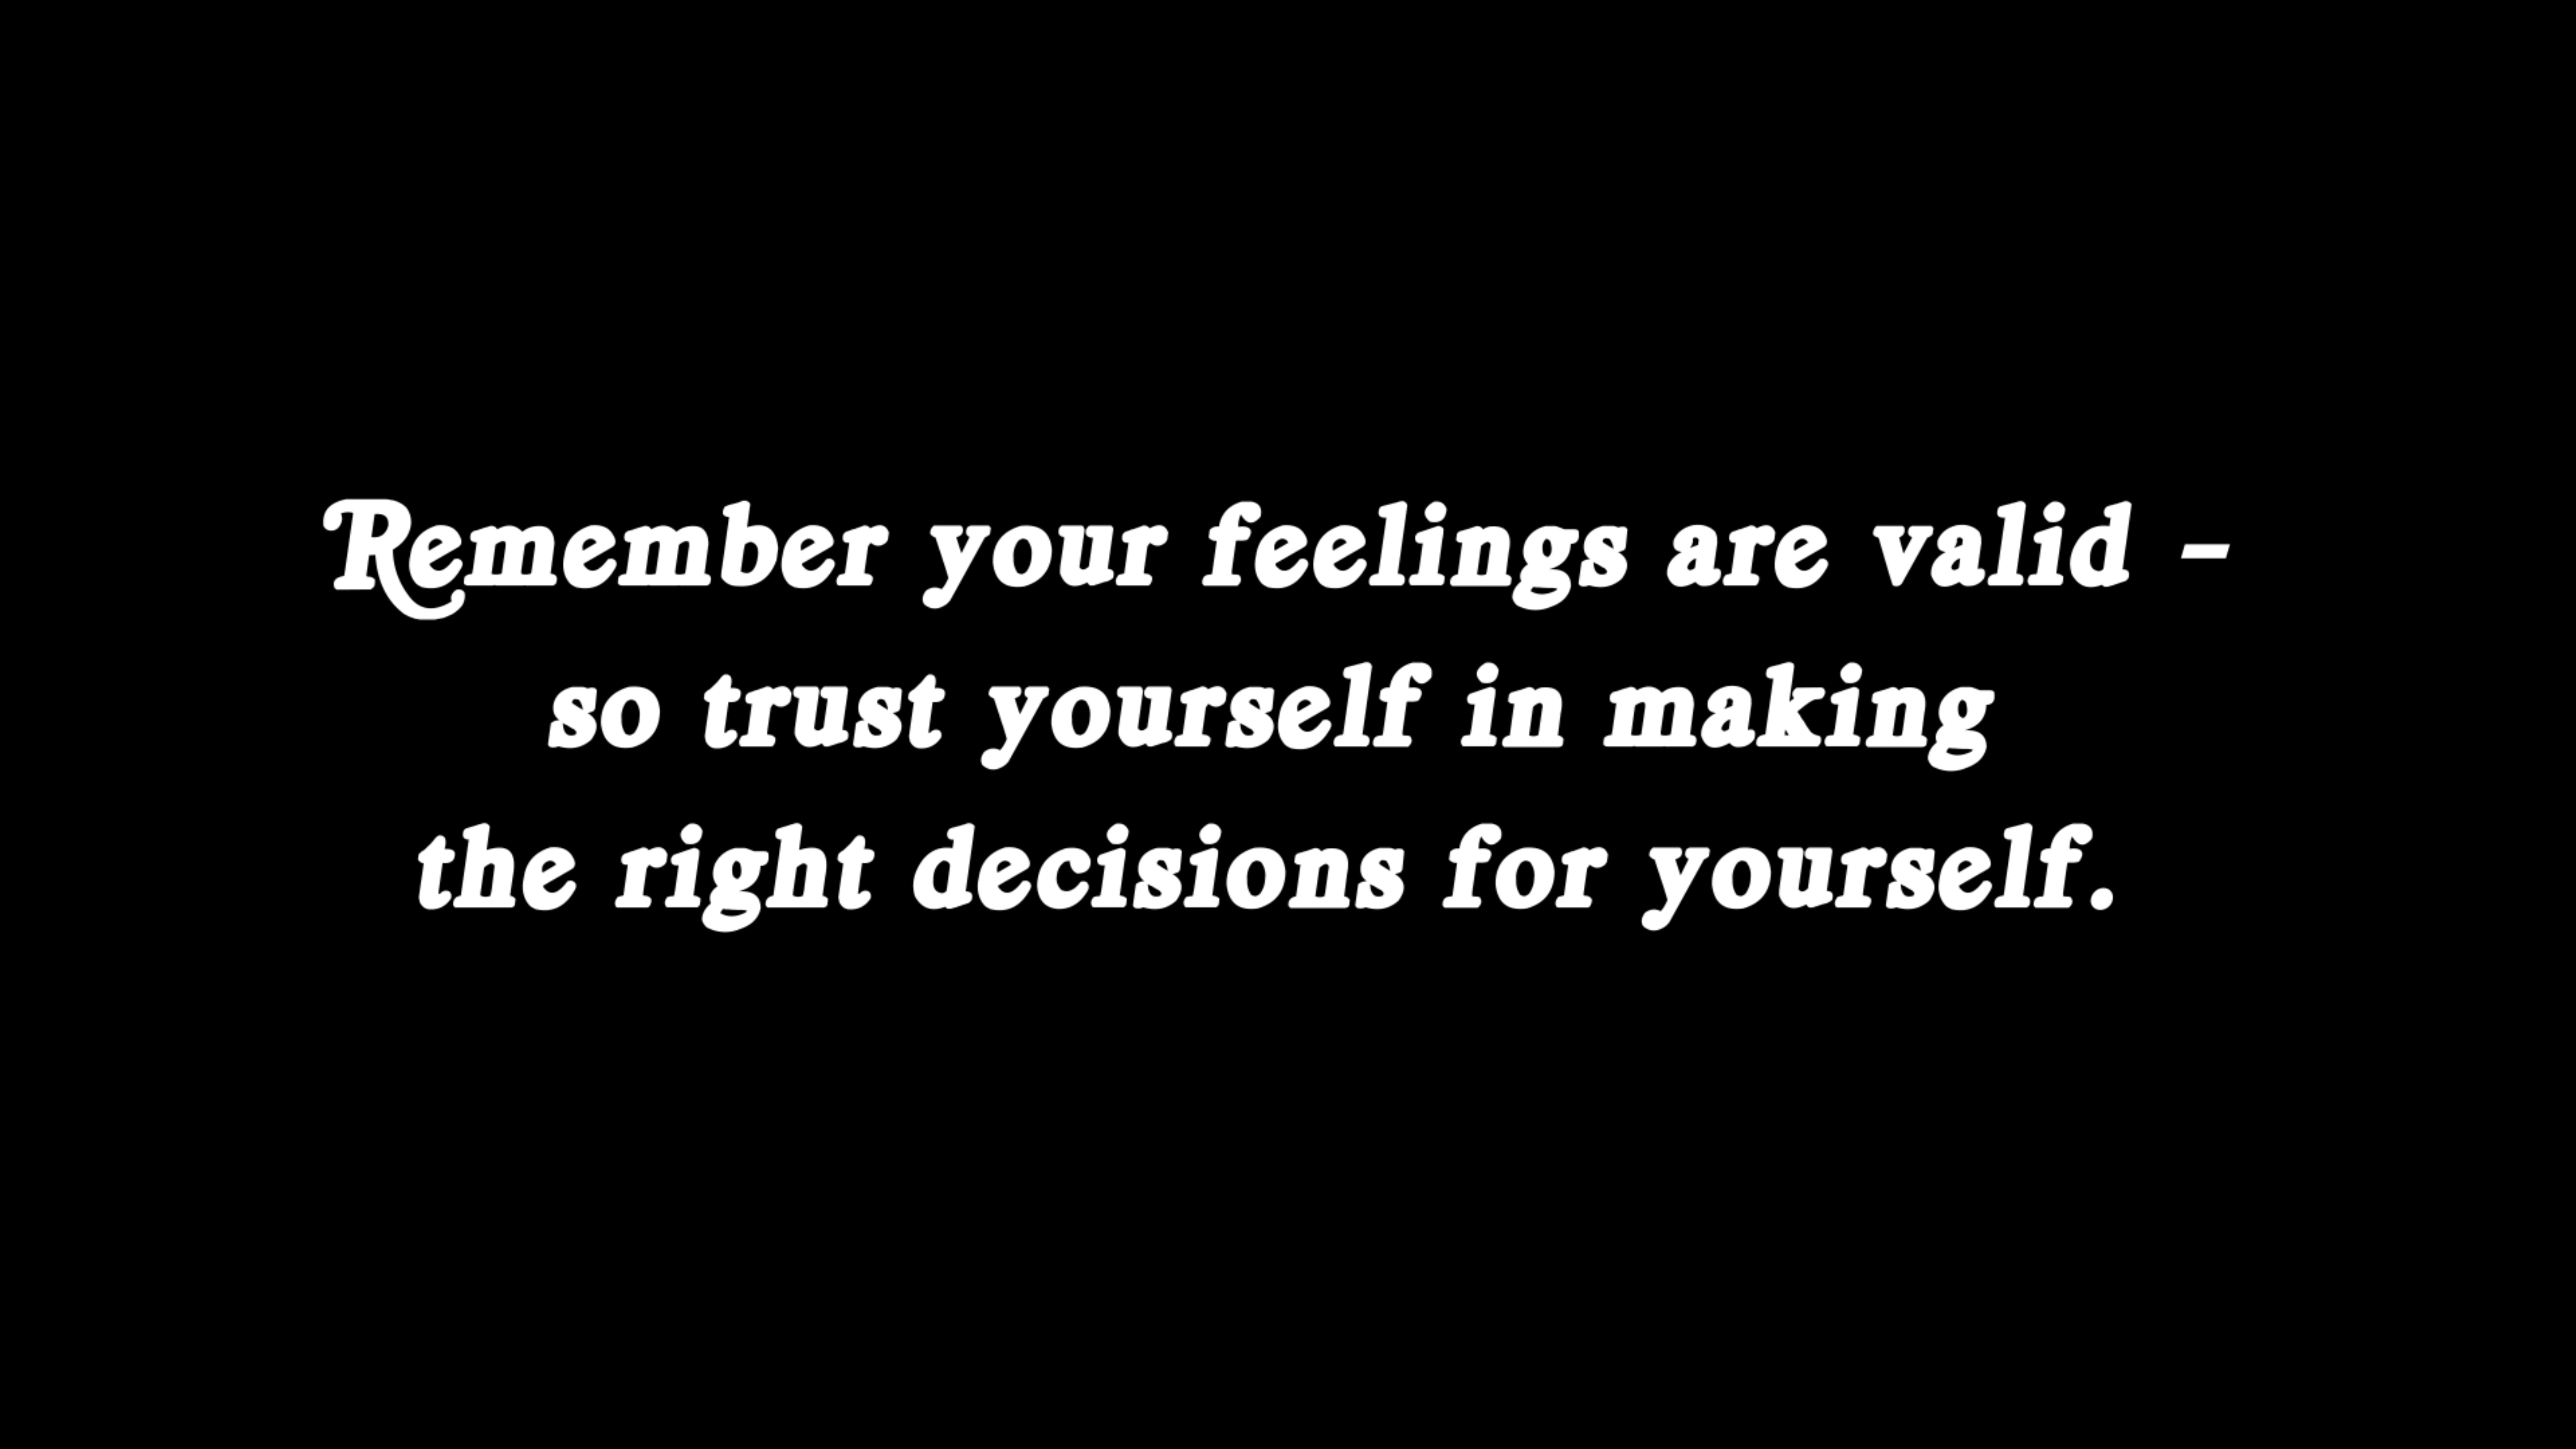 Remember your feelings are valid -
so trust yourself in making
the right decisions for yourself.